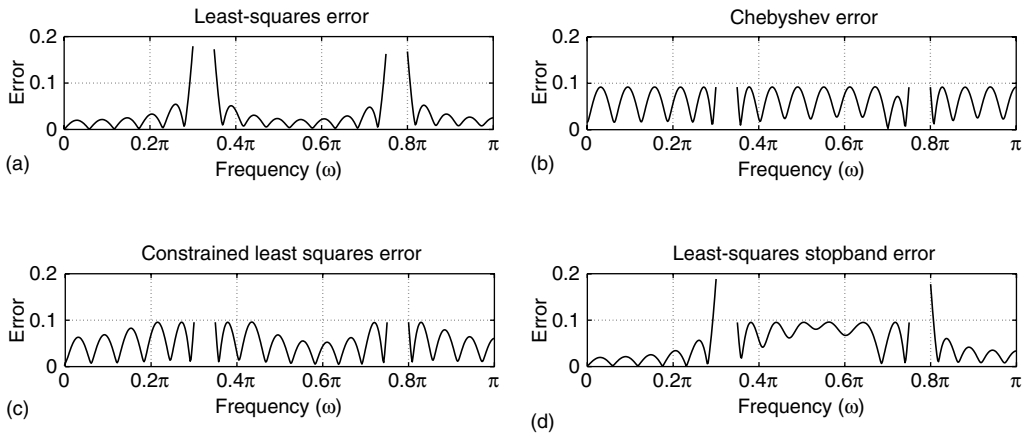 Least-squares error
0.2
0.1
0
Error
0 0.2π 0.4π 0.6π 0.8π π
Frequency (ω)
(a)
Chebyshev error
0.2
0.1
0
Error
0 0.2π 0.4π 0.6π 0.8π π
Frequency (ω)
(b)
Constrained least squares error
0.2
0.1
0
Error
0 0.2π 0.4π 0.6π 0.8π π
Frequency (ω)
(c)
Least-squares stopband error
0.2
0.1
0
Error
0 0.2π 0.4π 0.6π 0.8π π
Frequency (ω)
(d)